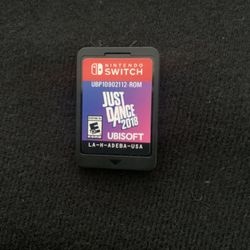 NINTENDO
SWITCH
UBP10902112-ROM
JUST
DANCE
2018
E
UBISOFT
LA-H-ADEBA-USA